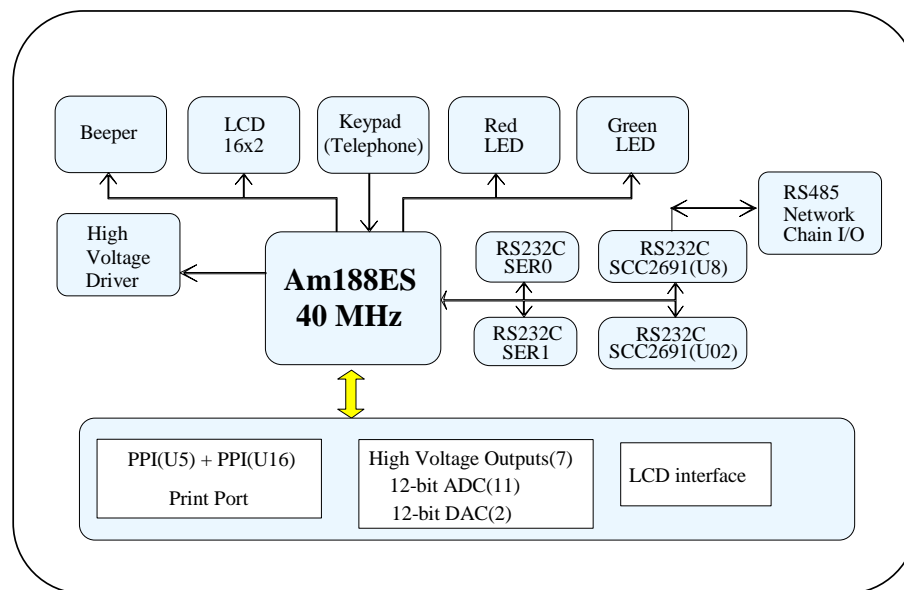 Beeper
LCD
16x2
Keypad
(Telephone)
Red
LED
Green
LED
RS485
Network
Chain I/O
High
Voltage
Driver
Am188ES
40 MHz
RS232C
SER0
RS232C
SCC2691(U8)
RS232C
SER1
RS232C
SCC2691(U02)
PPI(U5) + PPI(U16)
Print Port
High Voltage Outputs(7)
12-bit ADC(11)
12-bit DAC(2)
LCD interface